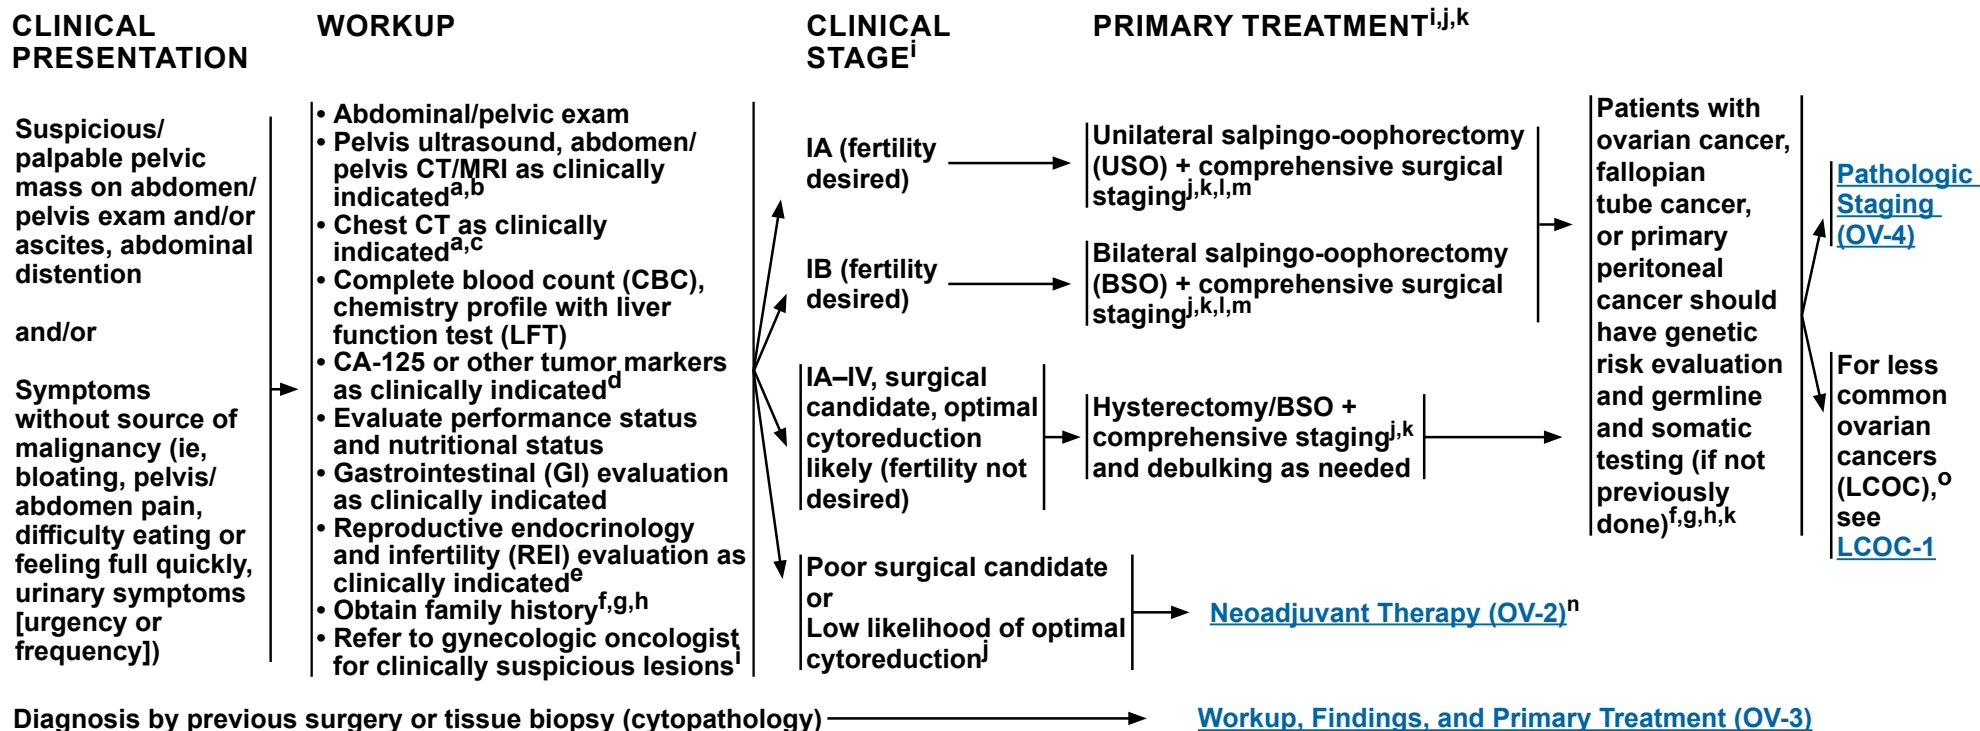 CLINICAL
PRESENTATION
WORKUP
CLINICAL
STAGEⁱ
PRIMARY TREATMENTi,j,k
Suspicious/
palpable pelvic
mass on abdomen/
pelvis exam and/or
ascites, abdominal
distention
and/or
Symptoms
without source of
malignancy (ie,
bloating, pelvis/
abdomen pain,
difficulty eating or
feeling full quickly,
urinary symptoms
[urgency or
frequency])
• Abdominal/pelvic exam
• Pelvis ultrasound, abdomen/
pelvis CT/MRI as clinically
indicateda,b
• Chest CT as clinically
indicateda,c
• Complete blood count (CBC),
chemistry profile with liver
function test (LFT)
• CA-125 or other tumor markers
as clinically indicatedd
• Evaluate performance status
and nutritional status
• Gastrointestinal (GI) evaluation
as clinically indicated
• Reproductive endocrinology
and infertility (REI) evaluation as
clinically indicatede
• Obtain family historyf,g,h
• Refer to gynecologic oncologist
for clinically suspicious lesionsi
IA (fertility
desired)
Unilateral salpingo-oophorectomy
(USO) + comprehensive surgical
stagingj,k,l,m
IB (fertility
desired)
Bilateral salpingo-oophorectomy
(BSO) + comprehensive surgical
stagingj,k,l,m
IA–IV, surgical
candidate, optimal
cytoreduction
likely (fertility not
desired)
Hysterectomy/BSO +
comprehensive stagingj,k
and debulking as needed
Poor surgical candidate
or
Low likelihood of optimal
cytoreductionj
Neoadjuvant Therapy (OV-2)n
Patients with
ovarian cancer,
fallopian
tube cancer,
or primary
peritoneal
cancer should
have genetic
risk evaluation
and germline
and somatic
testing (if not
previously
done)f,g,h,k
Pathologic
Staging
(OV-4)
For less
common
ovarian
cancers
(LCOC),o
see
LCOC-1
Diagnosis by previous surgery or tissue biopsy (cytopathology)
Workup, Findings, and Primary Treatment (OV-3)